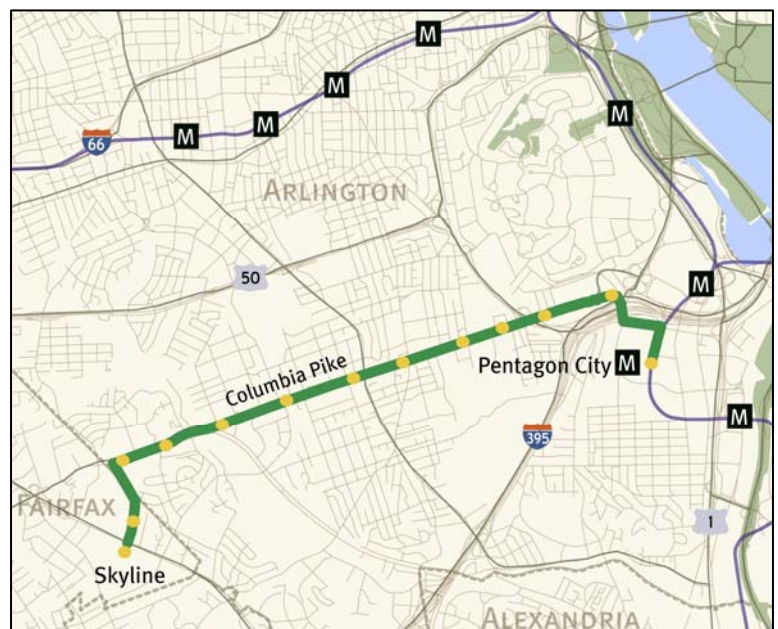 M
M
M
M
66
M
ARLINGTON
50
M
Columbia Pike
Pentagon City M
M
395
FAIRFAX
1
Skyline
ALEXANDRIA